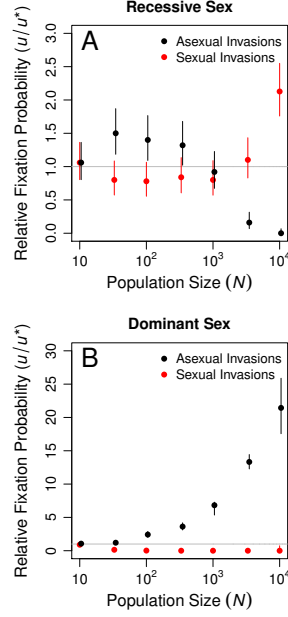 Recessive Sex
A
Asexual Invasions
Sexual Invasions
Relative Fixation Probability (u/u*)
3.0
2.5
2.0
1.5
1.0
0.5
0.0
10 10² 10³ 10⁴
Population Size (N)
Dominant Sex
B
Asexual Invasions
Sexual Invasions
Relative Fixation Probability (u/u*)
30
25
20
15
10
5
0
10 10² 10³ 10⁴
Population Size (N)